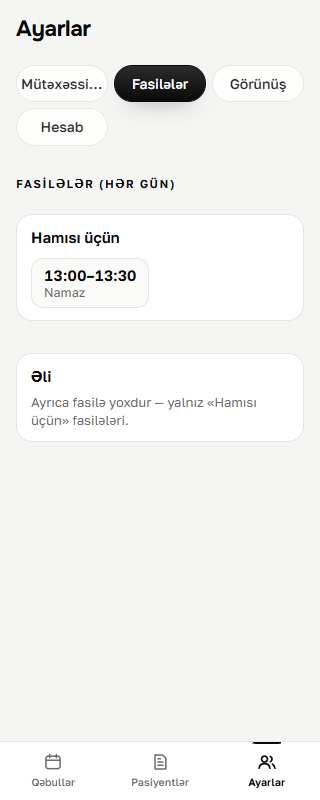 Ayarlar
Mütəxəssi...
Fasilələr
Görünüş
Hesab
FASİLƏLƏR (HƏR GÜN)
Hamısı üçün
13:00–13:30
Namaz
Əli
Ayrıca fasilə yoxdur — yalnız «Hamısı
üçün» fasilələri.
Qəbullar
Pasiyentlər
Ayarlar